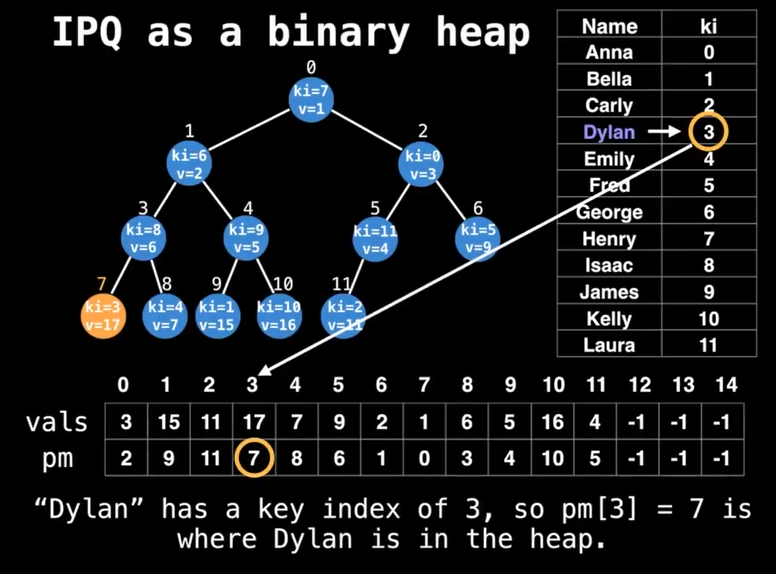 IPQ as a binary heap
Name ki
Anna 0
Bella 1
Carly 2
Dylan 3
Emily 4
Fred 5
George 6
Henry 7
Isaac 8
James 9
Kelly 10
Laura 11
0
ki=7
v=1
1
ki=6
v=2
2
ki=0
v=3
3
ki=8
v=6
4
ki=9
v=5
5
ki=11
v=4
6
ki=5
v=9
7
ki=3
v=17
8
ki=4
v=7
9
ki=1
v=15
10
ki=10
v=16
11
ki=2
v=11
0 1 2 3 4 5 6 7 8 9 10 11 12 13 14
vals 3 15 11 17 7 9 2 1 6 5 16 4 -1 -1 -1
pm 2 9 11 7 8 6 1 0 3 4 10 5 -1 -1 -1
“Dylan” has a key index of 3, so pm[3] = 7 is
where Dylan is in the heap.